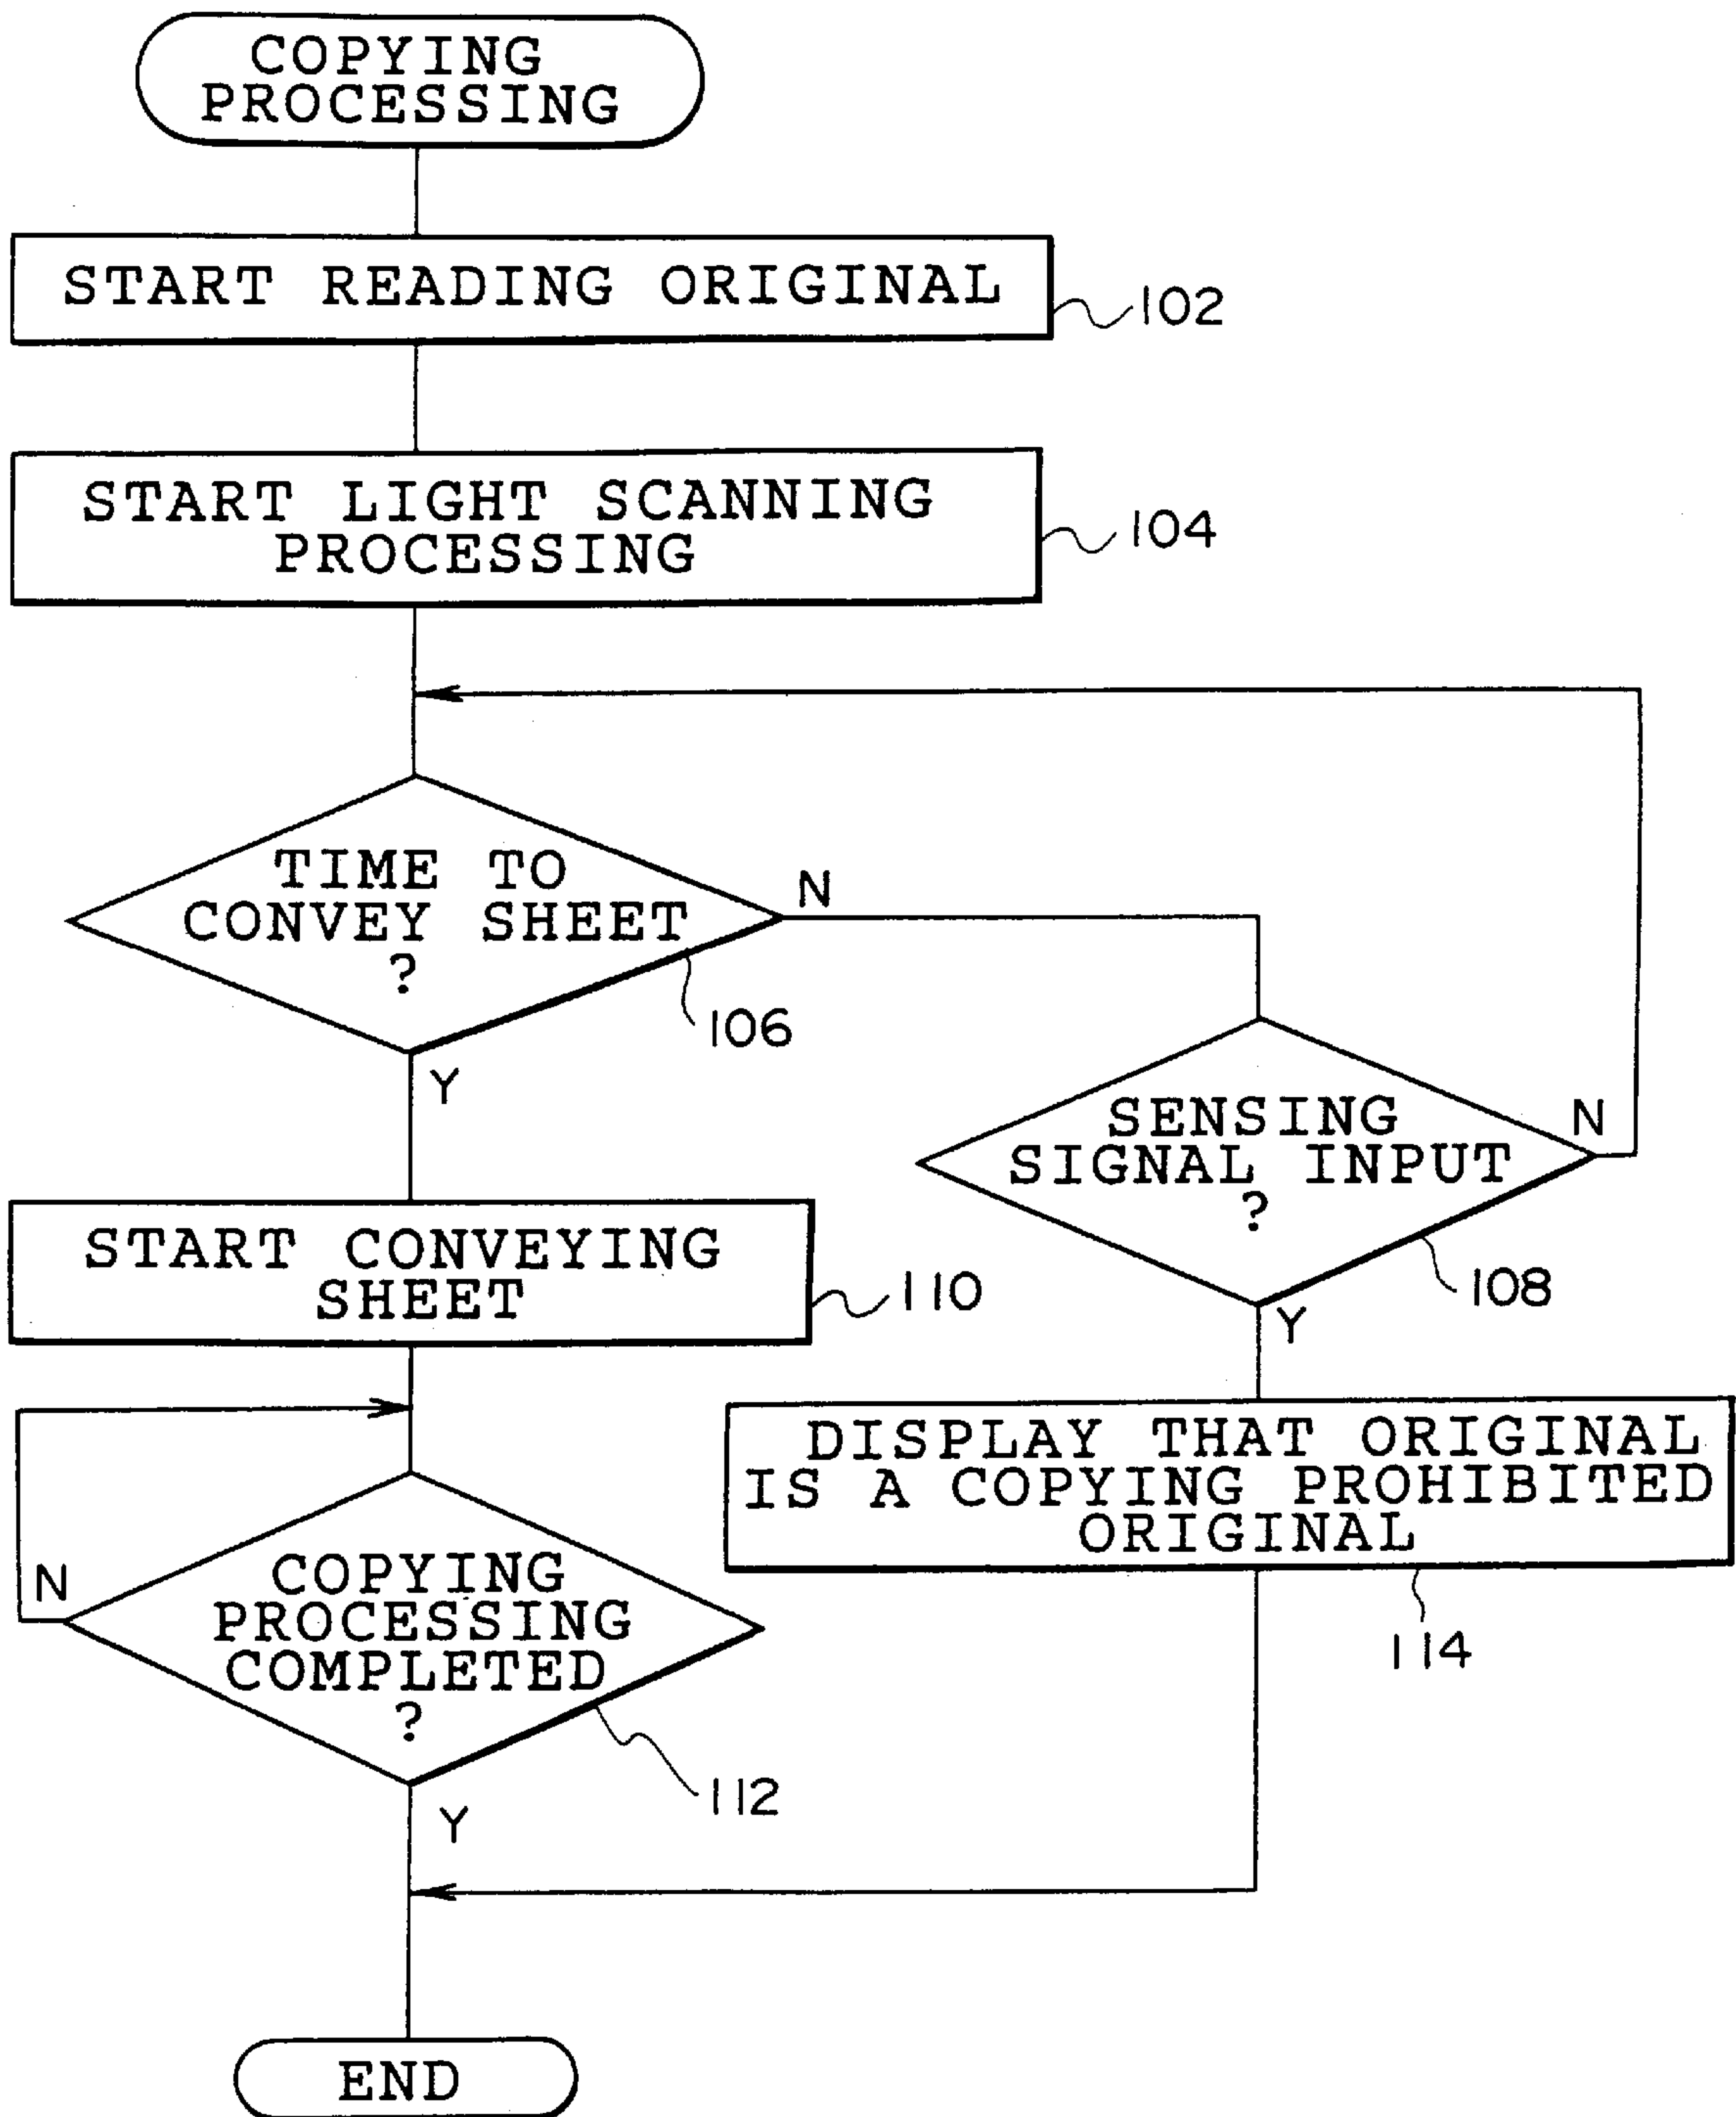 COPYING
PROCESSING
START READING ORIGINAL
102
START LIGHT SCANNING
PROCESSING
104
TIME TO
CONVEY SHEET
?
N
106
Y
SENSING
SIGNAL INPUT
?
N
108
Y
START CONVEYING
SHEET
110
DISPLAY THAT ORIGINAL
IS A COPYING PROHIBITED
ORIGINAL
114
COPYING
PROCESSING
COMPLETED
?
N
112
Y
END